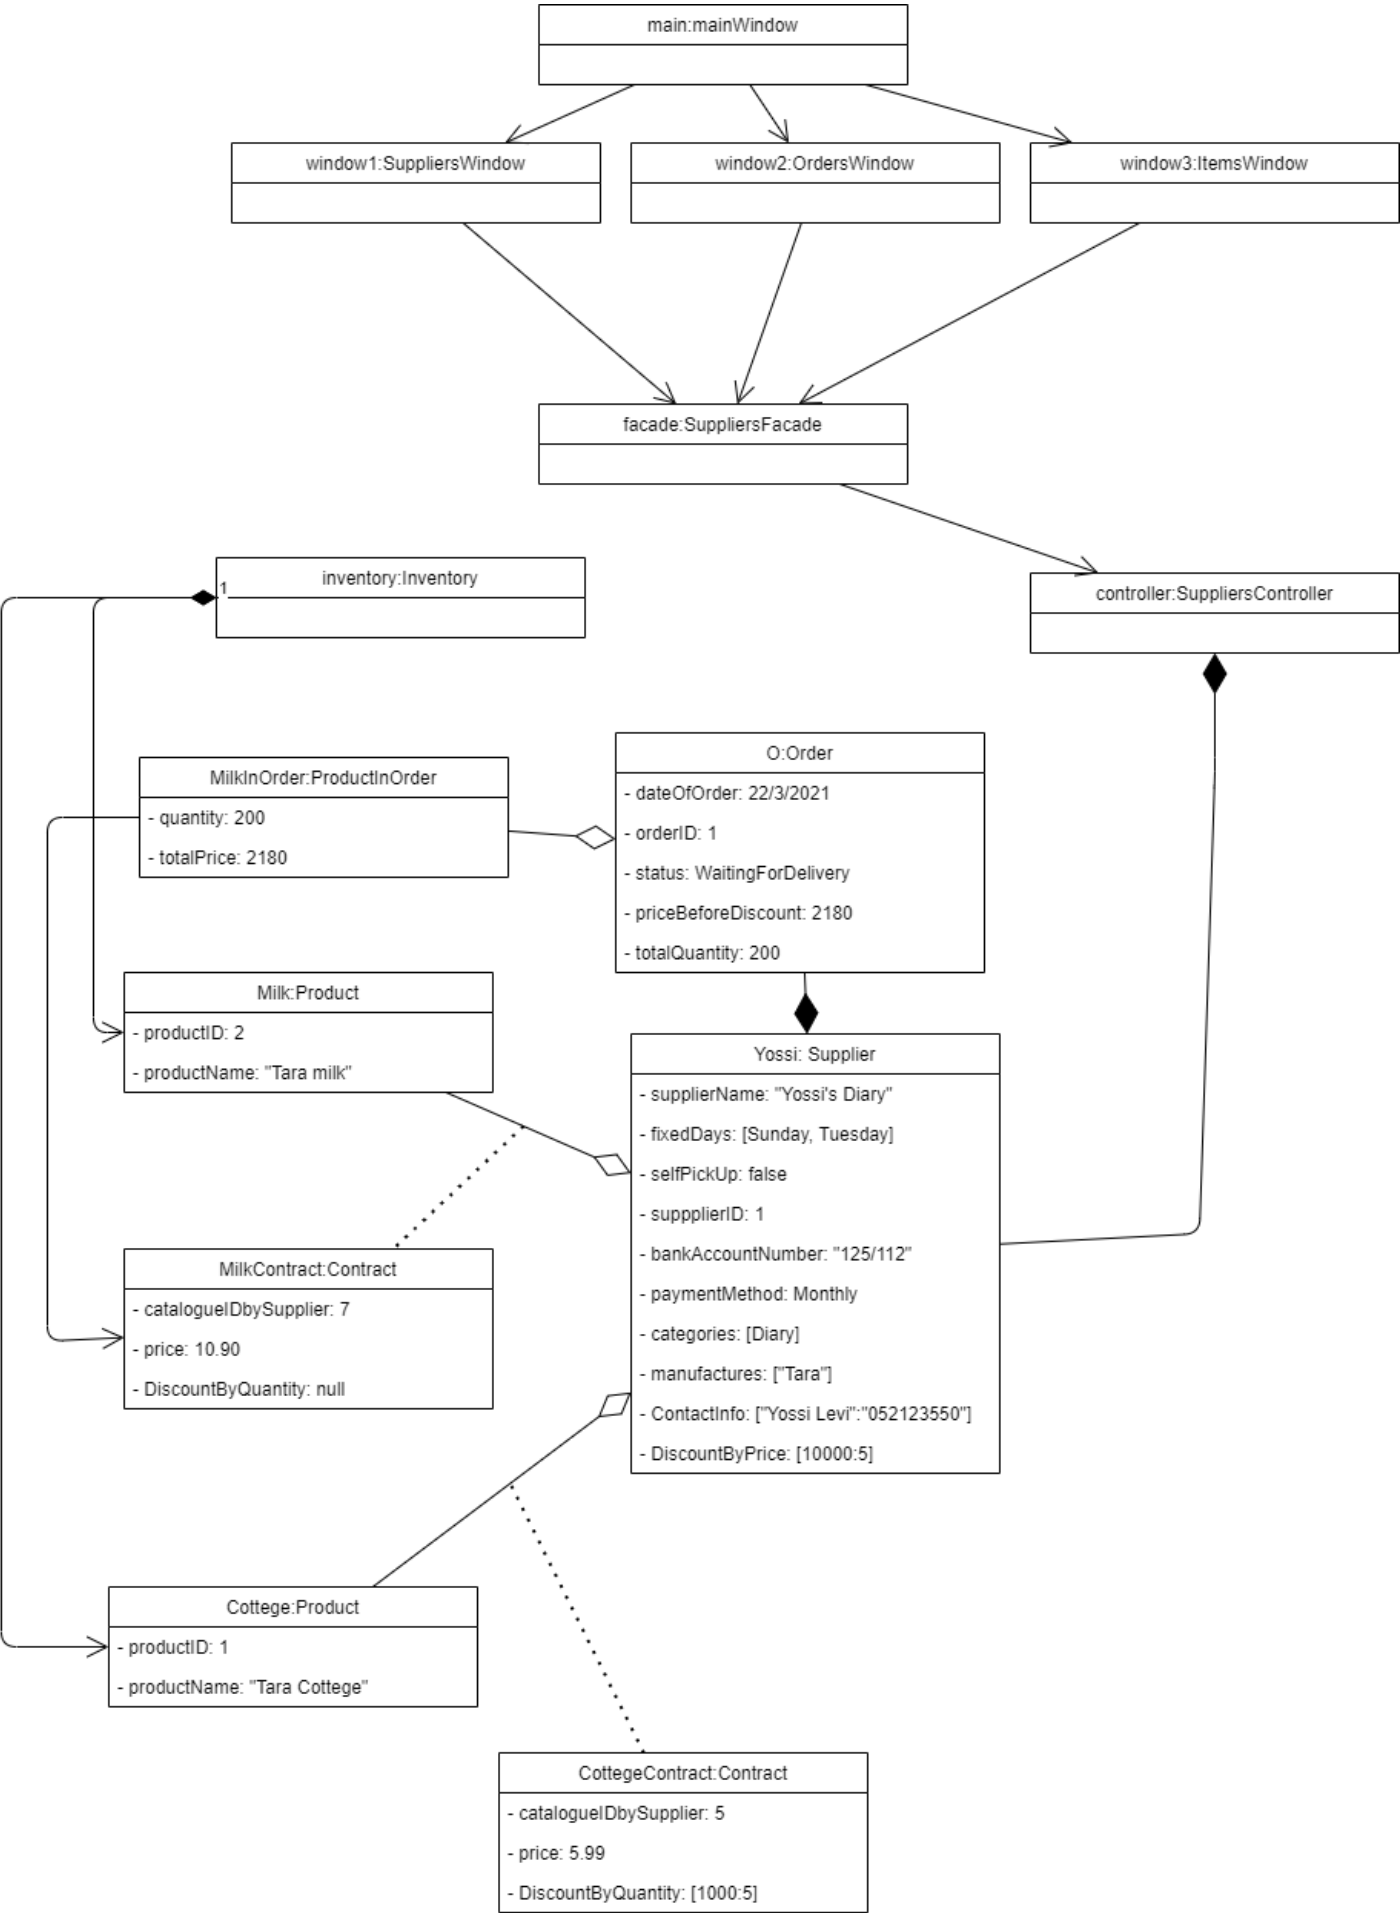 main:mainWindow
window1:SuppliersWindow
window2:OrdersWindow
window3:ItemsWindow
facade:SuppliersFacade
inventory:Inventory
1
controller:SuppliersController
O:Order
- dateOfOrder: 22/3/2021
- orderID: 1
- status: WaitingForDelivery
- priceBeforeDiscount: 2180
- totalQuantity: 200
MilkInOrder:ProductInOrder
- quantity: 200
- totalPrice: 2180
Milk:Product
- productID: 2
- productName: "Tara milk"
Yossi: Supplier
- supplierName: "Yossi's Diary"
- fixedDays: [Sunday, Tuesday]
- selfPickUp: false
- suppplierID: 1
- bankAccountNumber: "125/112"
- paymentMethod: Monthly
- categories: [Diary]
- manufactures: ["Tara"]
- ContactInfo: ["Yossi Levi":"052123550"]
- DiscountByPrice: [10000:5]
MilkContract:Contract
- catalogueIDbySupplier: 7
- price: 10.90
- DiscountByQuantity: null
Cottege:Product
- productID: 1
- productName: "Tara Cottege"
CottegeContract:Contract
- catalogueIDbySupplier: 5
- price: 5.99
- DiscountByQuantity: [1000:5]